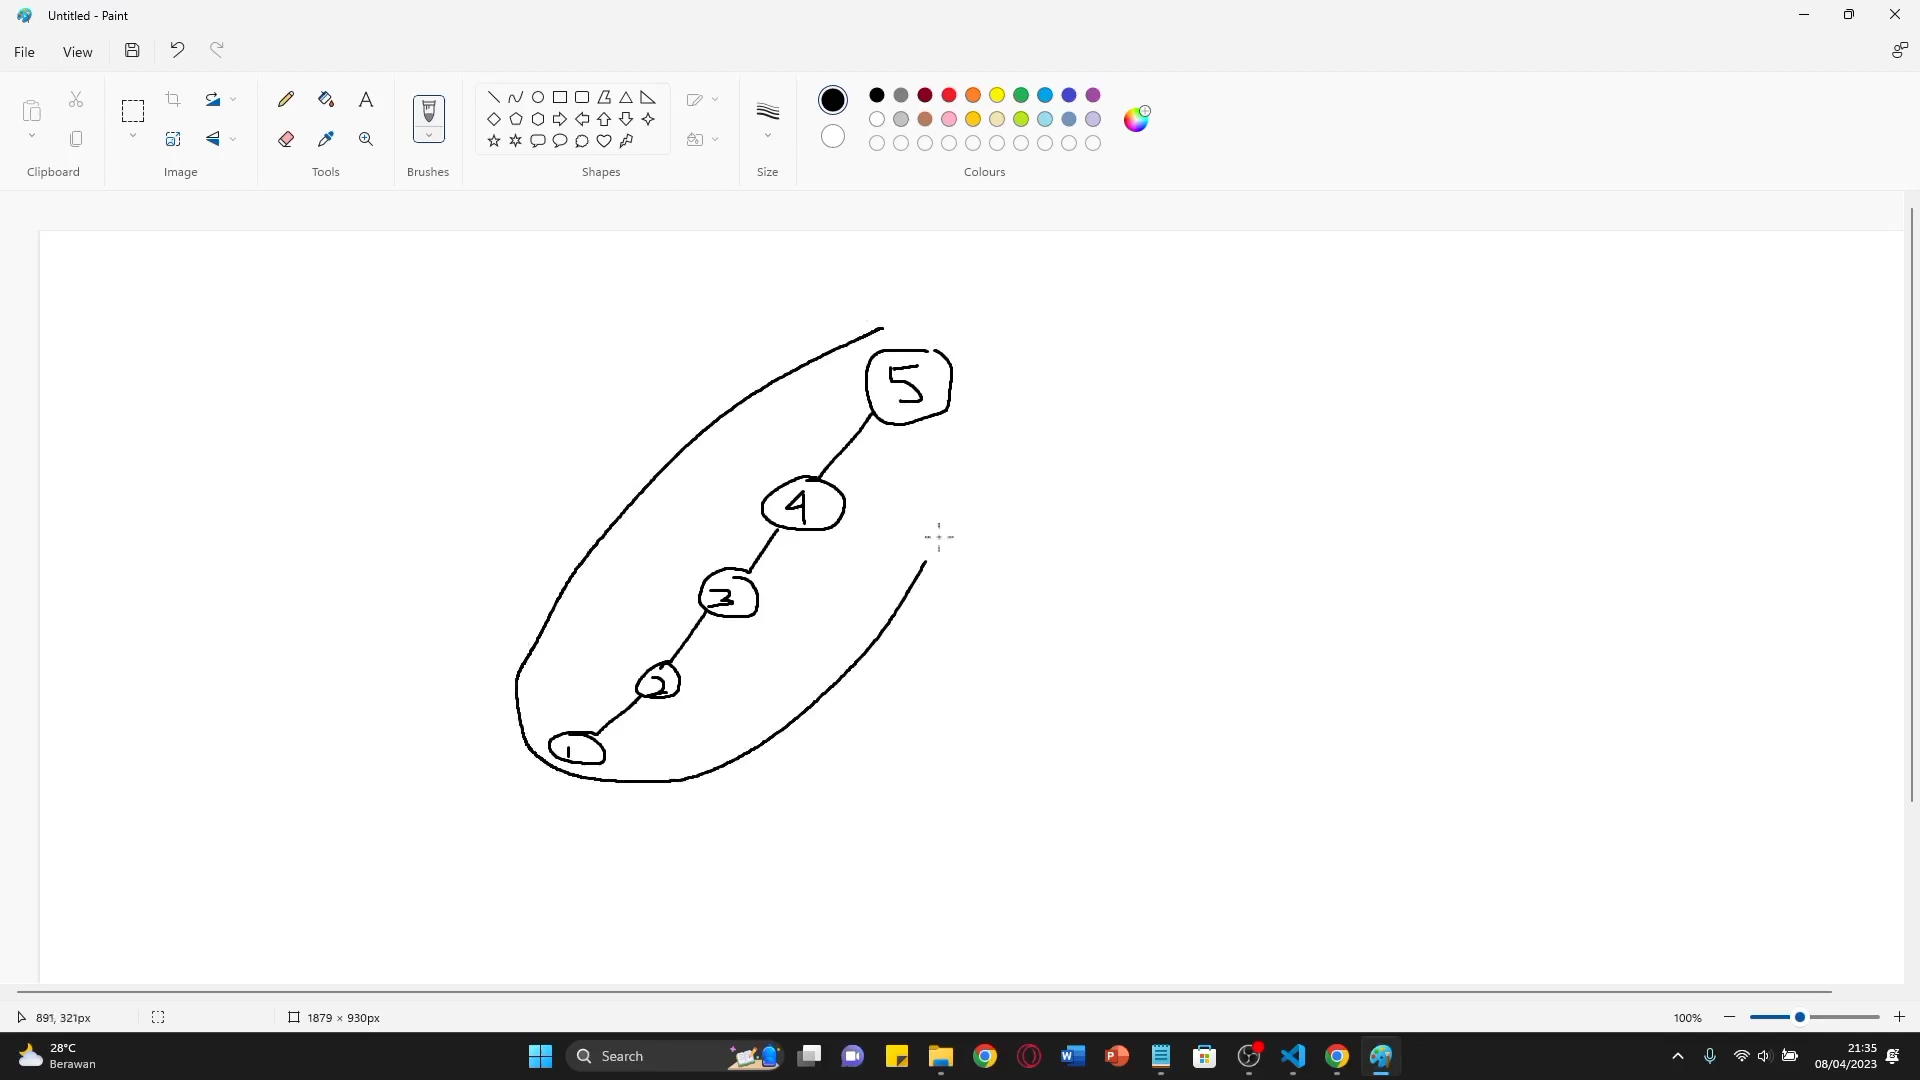 Untitled - Paint
File
View
Clipboard
Image
Tools
Brushes
Shapes
Size
Colours
5
4
3
2
1
891, 321px
1879 × 930px
100%
28°C
Berawan
Search
21:35
08/04/2023